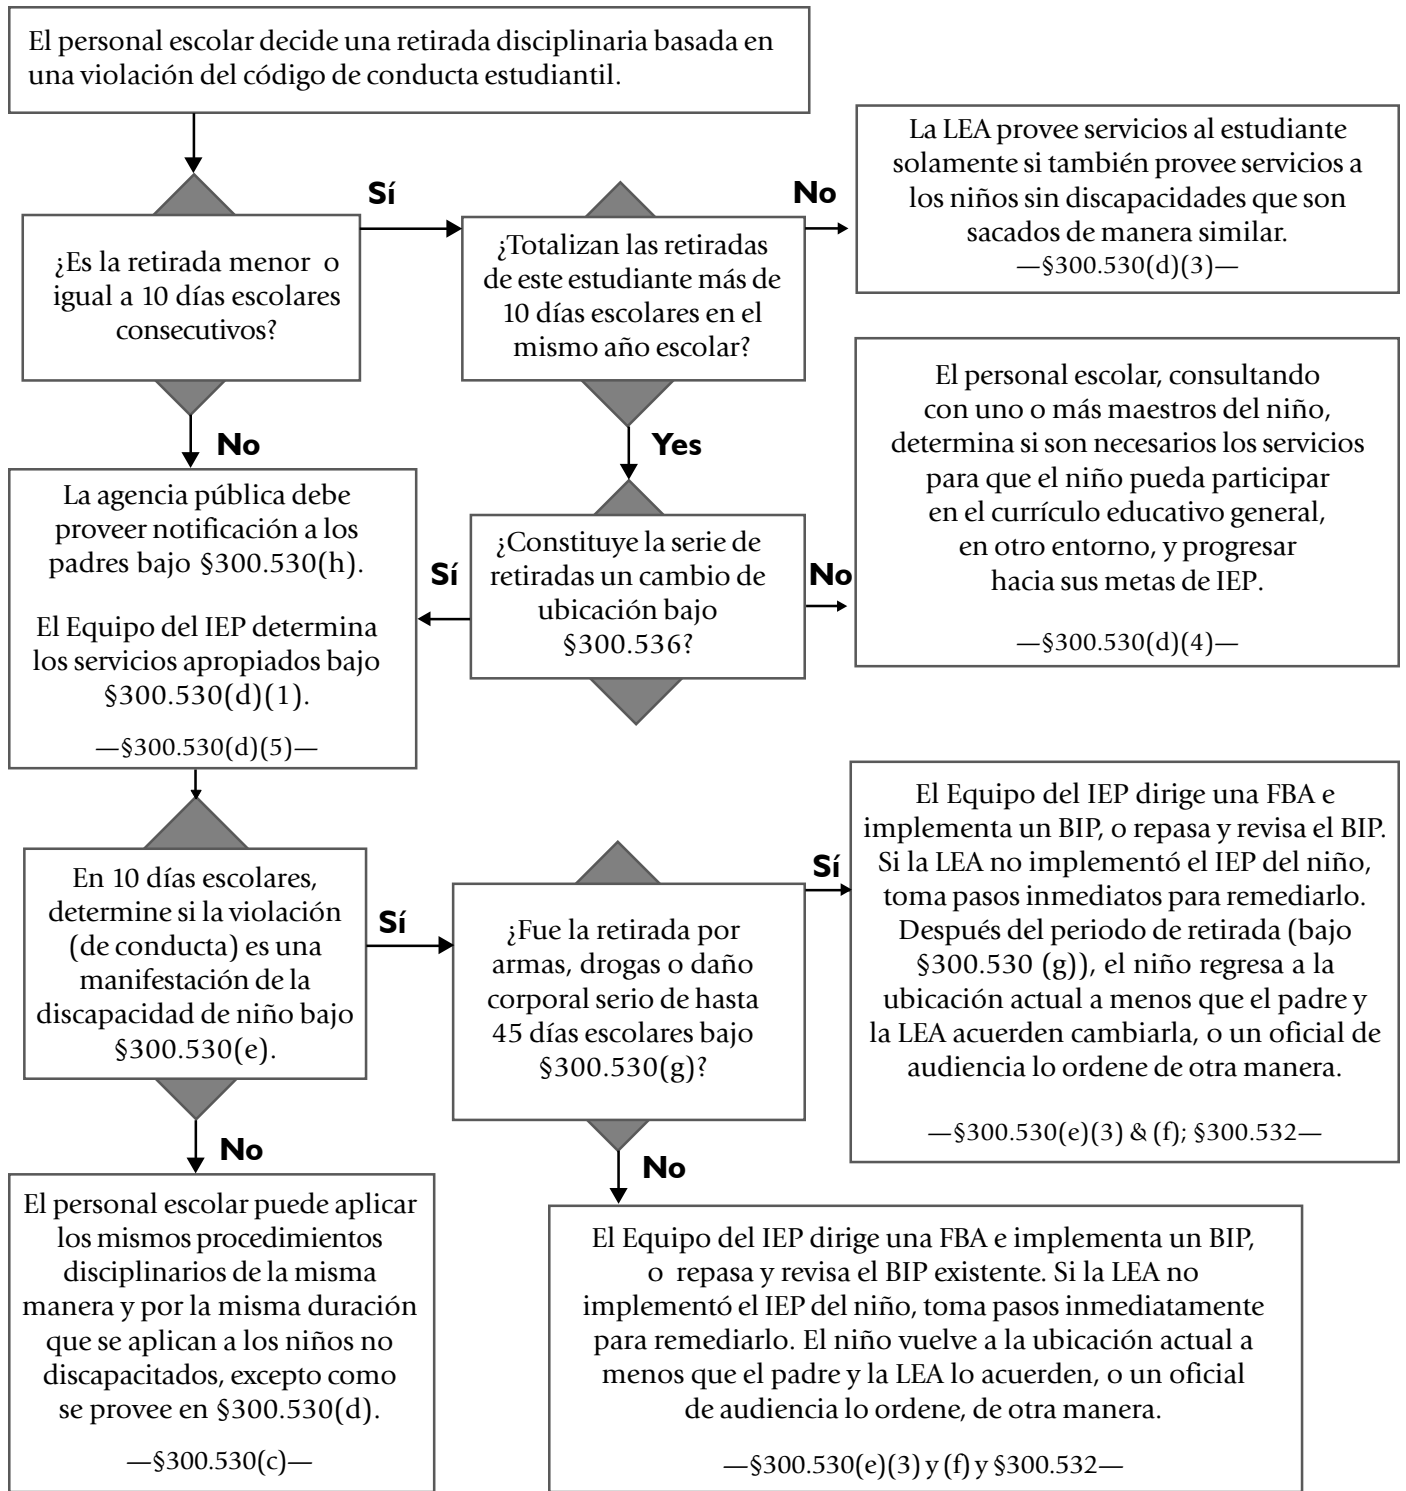 El personal escolar decide una retirada disciplinaria basada en
una violación del código de conducta estudiantil.
Sí
¿Es la retirada menor o
igual a 10 días escolares
consecutivos?
No
¿Totalizan las retiradas
de este estudiante más de
10 días escolares en el
mismo año escolar?
No
La LEA provee servicios al estudiante
solamente si también provee servicios a
los niños sin discapacidades que son
sacados de manera similar.
—§300.530(d)(3)—
Yes
¿Constituye la serie de
retiradas un cambio de
ubicación bajo
§300.536?
No
El personal escolar, consultando
con uno o más maestros del niño,
determina si son necesarios los servicios
para que el niño pueda participar
en el currículo educativo general,
en otro entorno, y progresar
hacia sus metas de IEP.
—§300.530(d)(4)—
Sí
La agencia pública debe
proveer notificación a los
padres bajo §300.530(h).
El Equipo del IEP determina
los servicios apropiados bajo
§300.530(d)(1).
—§300.530(d)(5)—
En 10 días escolares,
determine si la violación
(de conducta) es una
manifestación de la
discapacidad de niño bajo
§300.530(e).
Sí
¿Fue la retirada por
armas, drogas o daño
corporal serio de hasta
45 días escolares bajo
§300.530(g)?
Sí
El Equipo del IEP dirige una FBA e
implementa un BIP, o repasa y revisa el BIP.
Si la LEA no implementó el IEP del niño,
toma pasos inmediatos para remediarlo.
Después del periodo de retirada (bajo
§300.530 (g)), el niño regresa a la
ubicación actual a menos que el padre y
la LEA acuerden cambiarla, o un oficial de
audiencia lo ordene de otra manera.
—§300.530(e)(3) & (f); §300.532—
No
El personal escolar puede aplicar
los mismos procedimientos
disciplinarios de la misma
manera y por la misma duración
que se aplican a los niños no
discapacitados, excepto como
se provee en §300.530(d).
—§300.530(c)—
No
El Equipo del IEP dirige una FBA e implementa un BIP,
o repasa y revisa el BIP existente. Si la LEA no
implementó el IEP del niño, toma pasos inmediatamente
para remediarlo. El niño vuelve a la ubicación actual a
menos que el padre y la LEA lo acuerden, o un oficial
de audiencia lo ordene, de otra manera.
—§300.530(e)(3) y (f) y §300.532—